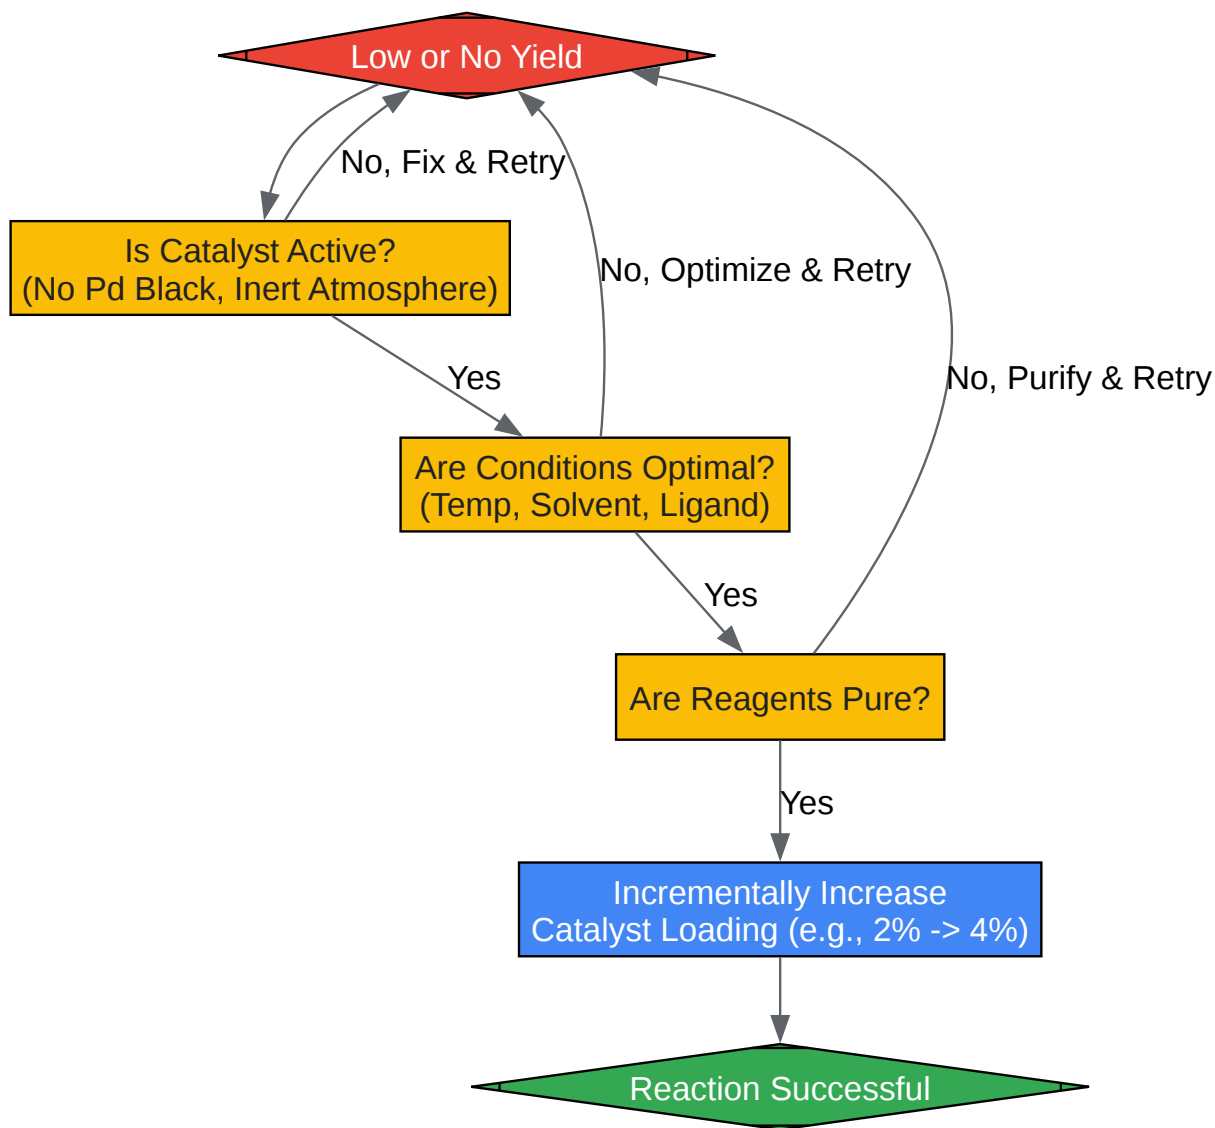 Low or No Yield
No, Fix & Retry
Is Catalyst Active?
(No Pd Black, Inert Atmosphere)
No, Optimize & Retry
Yes
No, Purify & Retry
Are Conditions Optimal?
(Temp, Solvent, Ligand)
Yes
Are Reagents Pure?
Yes
Incrementally Increase
Catalyst Loading (e.g., 2% -> 4%)
Reaction Successful